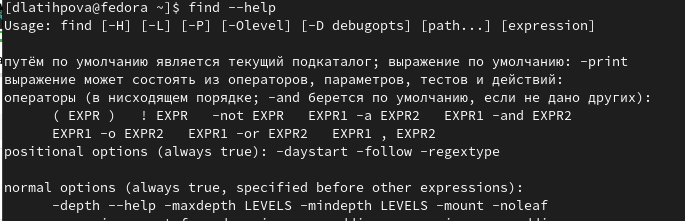 [dlatihpova@fedora ~]$ find --help
Usage: find [-H] [-L] [-P] [-Olevel] [-D debugopts] [path...] [expression]
путём по умолчанию является текущий подкаталог; выражение по умолчанию: -print
выражение может состоять из операторов, параметров, тестов и действий:
операторы (в нисходящем порядке; -and берется по умолчанию, если не дано других):
( EXPR )   ! EXPR   -not EXPR   EXPR1 -a EXPR2   EXPR1 -and EXPR2
EXPR1 -o EXPR2   EXPR1 -or EXPR2   EXPR1 , EXPR2
positional options (always true): -daystart -follow -regextype
normal options (always true, specified before other expressions):
-depth --help -maxdepth LEVELS -mindepth LEVELS -mount -noleaf